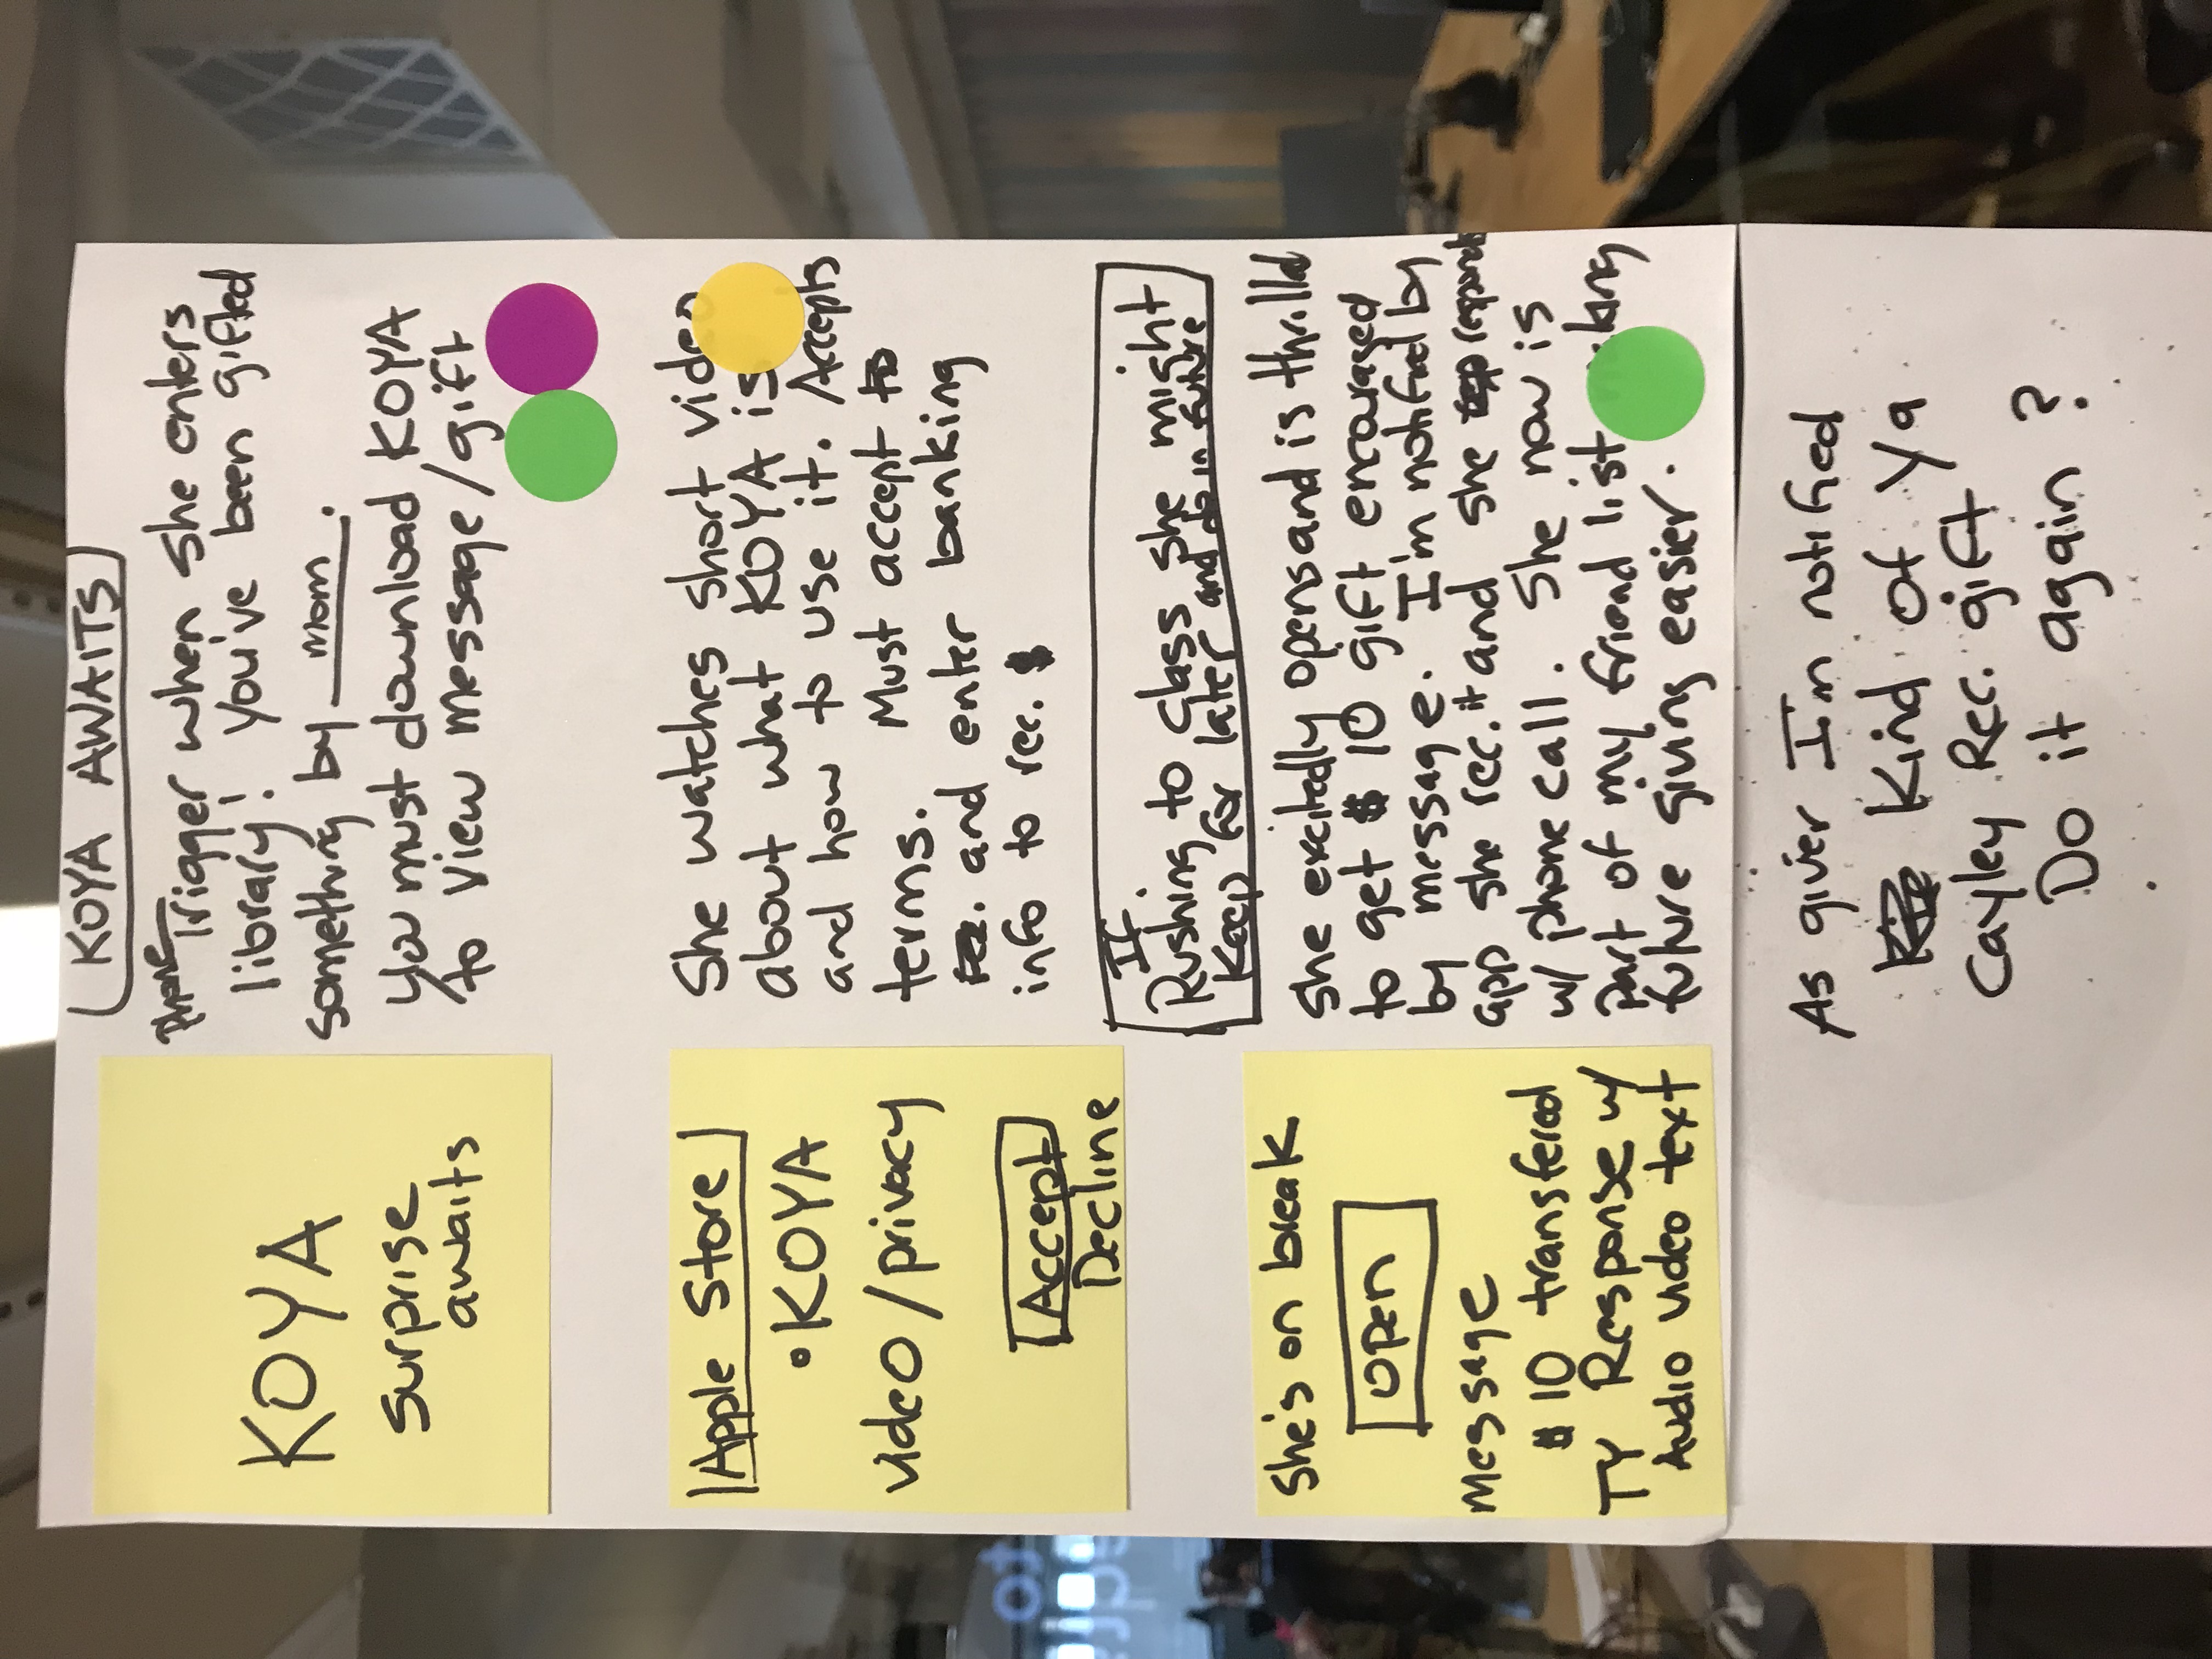 KOYA AWAITS
KOYA
surprise
awaits
Phone Trigger when she enters
library! You've been gifted
something by mom.
You must download KOYA
to view message/gift
Apple Store
•KOYA
video/privacy
Accept
Decline
She watches short video
about what KOYA is
and how to use it. Accepts
terms. Must accept
. and enter banking
info to rec. $
If
Rushing to class she might
Keep for later and do in future
She's on break
open
Message
$10 transfered
TY Response w/
Audio video text
She excitedly opens and is thrilled
to get $10 gift encouraged
by message. I'm notified by
app she rec. it and she responds
w/ phone call. She now is
part of my friend list
future giving easier.
As giver I'm notified
Kind of Ya
Cayley Rec. gift
Do it again?
to